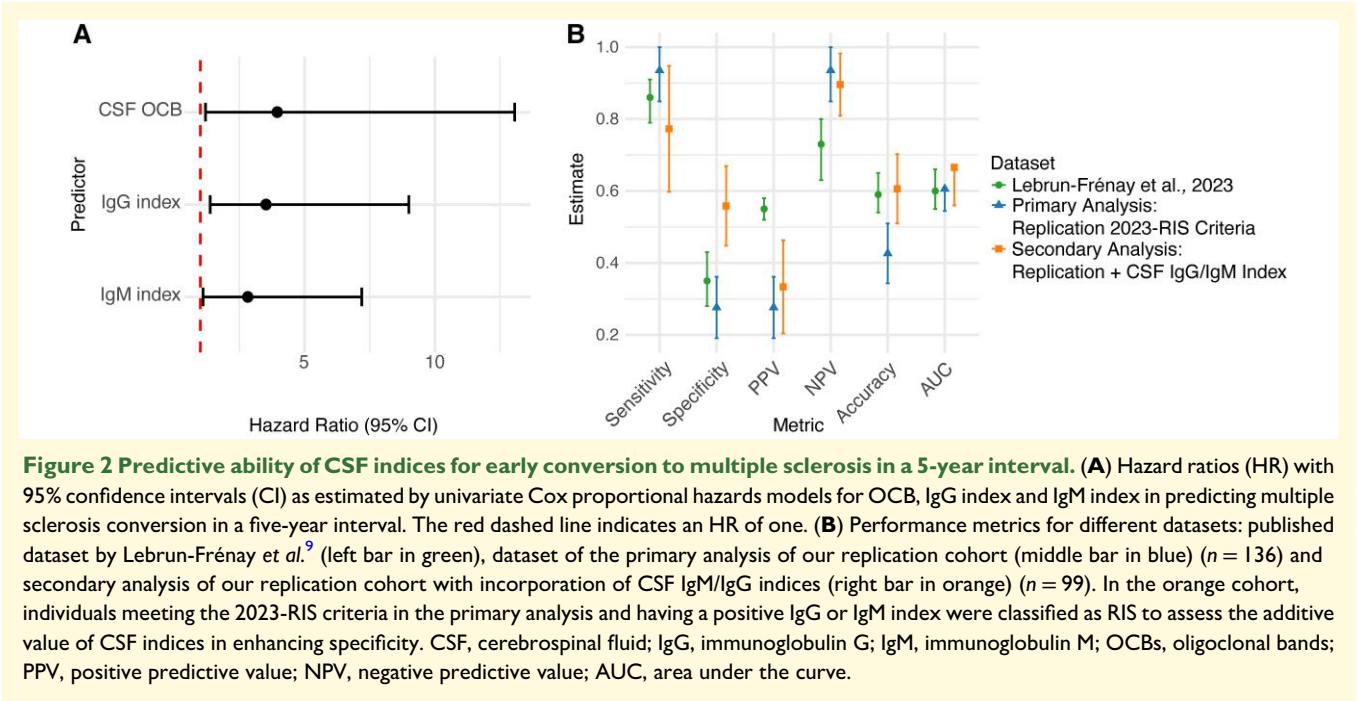 A
CSF OCB
IgG index
IgM index
Predictor
5
10
Hazard Ratio (95% CI)
B
1.0
0.8
0.6
0.4
0.2
Estimate
Sensitivity
Specificity
PPV
NPV
Accuracy
AUC
Metric
Dataset
Lebrun-Frénay et al., 2023
Primary Analysis:
Replication 2023-RIS Criteria
Secondary Analysis:
Replication + CSF IgG/IgM Index
Figure 2 Predictive ability of CSF indices for early conversion to multiple sclerosis in a 5-year interval. (A) Hazard ratios (HR) with
95% confidence intervals (CI) as estimated by univariate Cox proportional hazards models for OCB, IgG index and IgM index in predicting multiple
sclerosis conversion in a five-year interval. The red dashed line indicates an HR of one. (B) Performance metrics for different datasets: published
dataset by Lebrun-Frénay et al.9 (left bar in green), dataset of the primary analysis of our replication cohort (middle bar in blue) (n = 136) and
secondary analysis of our replication cohort with incorporation of CSF IgM/IgG indices (right bar in orange) (n = 99). In the orange cohort,
individuals meeting the 2023-RIS criteria in the primary analysis and having a positive IgG or IgM index were classified as RIS to assess the additive
value of CSF indices in enhancing specificity. CSF, cerebrospinal fluid; IgG, immunoglobulin G; IgM, immunoglobulin M; OCBs, oligoclonal bands;
PPV, positive predictive value; NPV, negative predictive value; AUC, area under the curve.